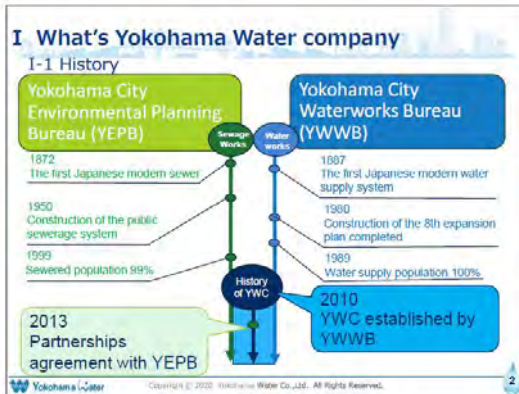 I What's Yokohama Water company
I-1 History
Yokohama City
Environmental Planning
Bureau (YEPB)
Yokohama City
Waterworks Bureau
(YWWB)
Sewage
Works
Water
works
1872
The first Japanese modern sewer
1950
Construction of the public
sewerage system
1999
Sewered population 99%
1887
The first Japanese modern water
supply system
1980
Construction of the 8th expansion
plan completed
1989
Water supply population 100%
History
of YWC
2013
Partnerships
agreement with YEPB
2010
YWC established by
YWWB
Yokohama Water
Copyright © 2020 Yokohama Water Co.,Ltd. All Rights Reserved.
2